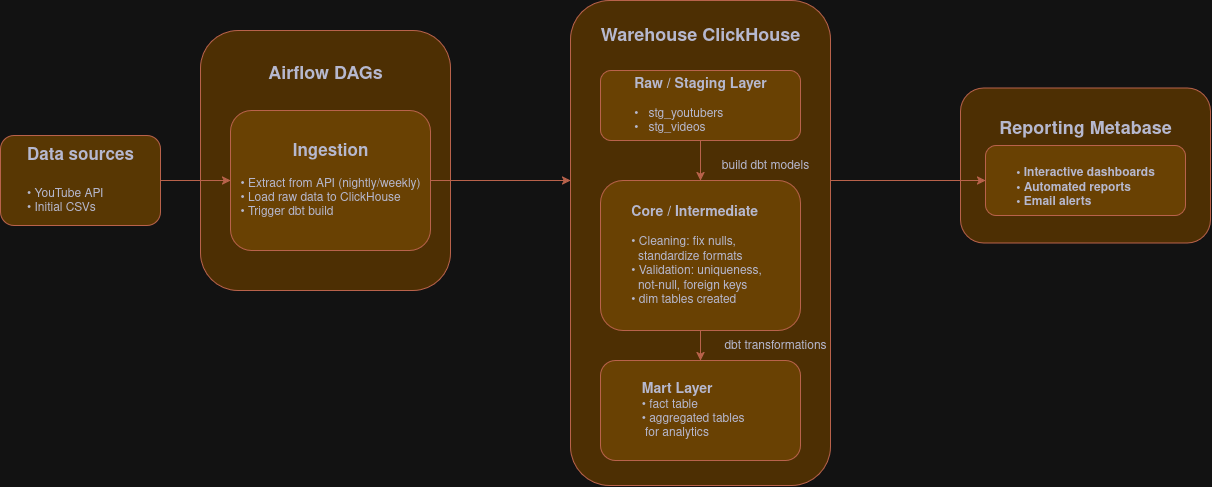 Data sources
• YouTube API
• Initial CSVs
Airflow DAGs
Ingestion
• Extract from API (nightly/weekly)
• Load raw data to ClickHouse
• Trigger dbt build
Warehouse ClickHouse
Raw / Staging Layer
• stg_youtubers
• stg_videos
build dbt models
Core / Intermediate
• Cleaning: fix nulls,
standardize formats
• Validation: uniqueness,
not-null, foreign keys
• dim tables created
dbt transformations
Mart Layer
• fact table
• aggregated tables
for analytics
Reporting Metabase
• Interactive dashboards
• Automated reports
• Email alerts